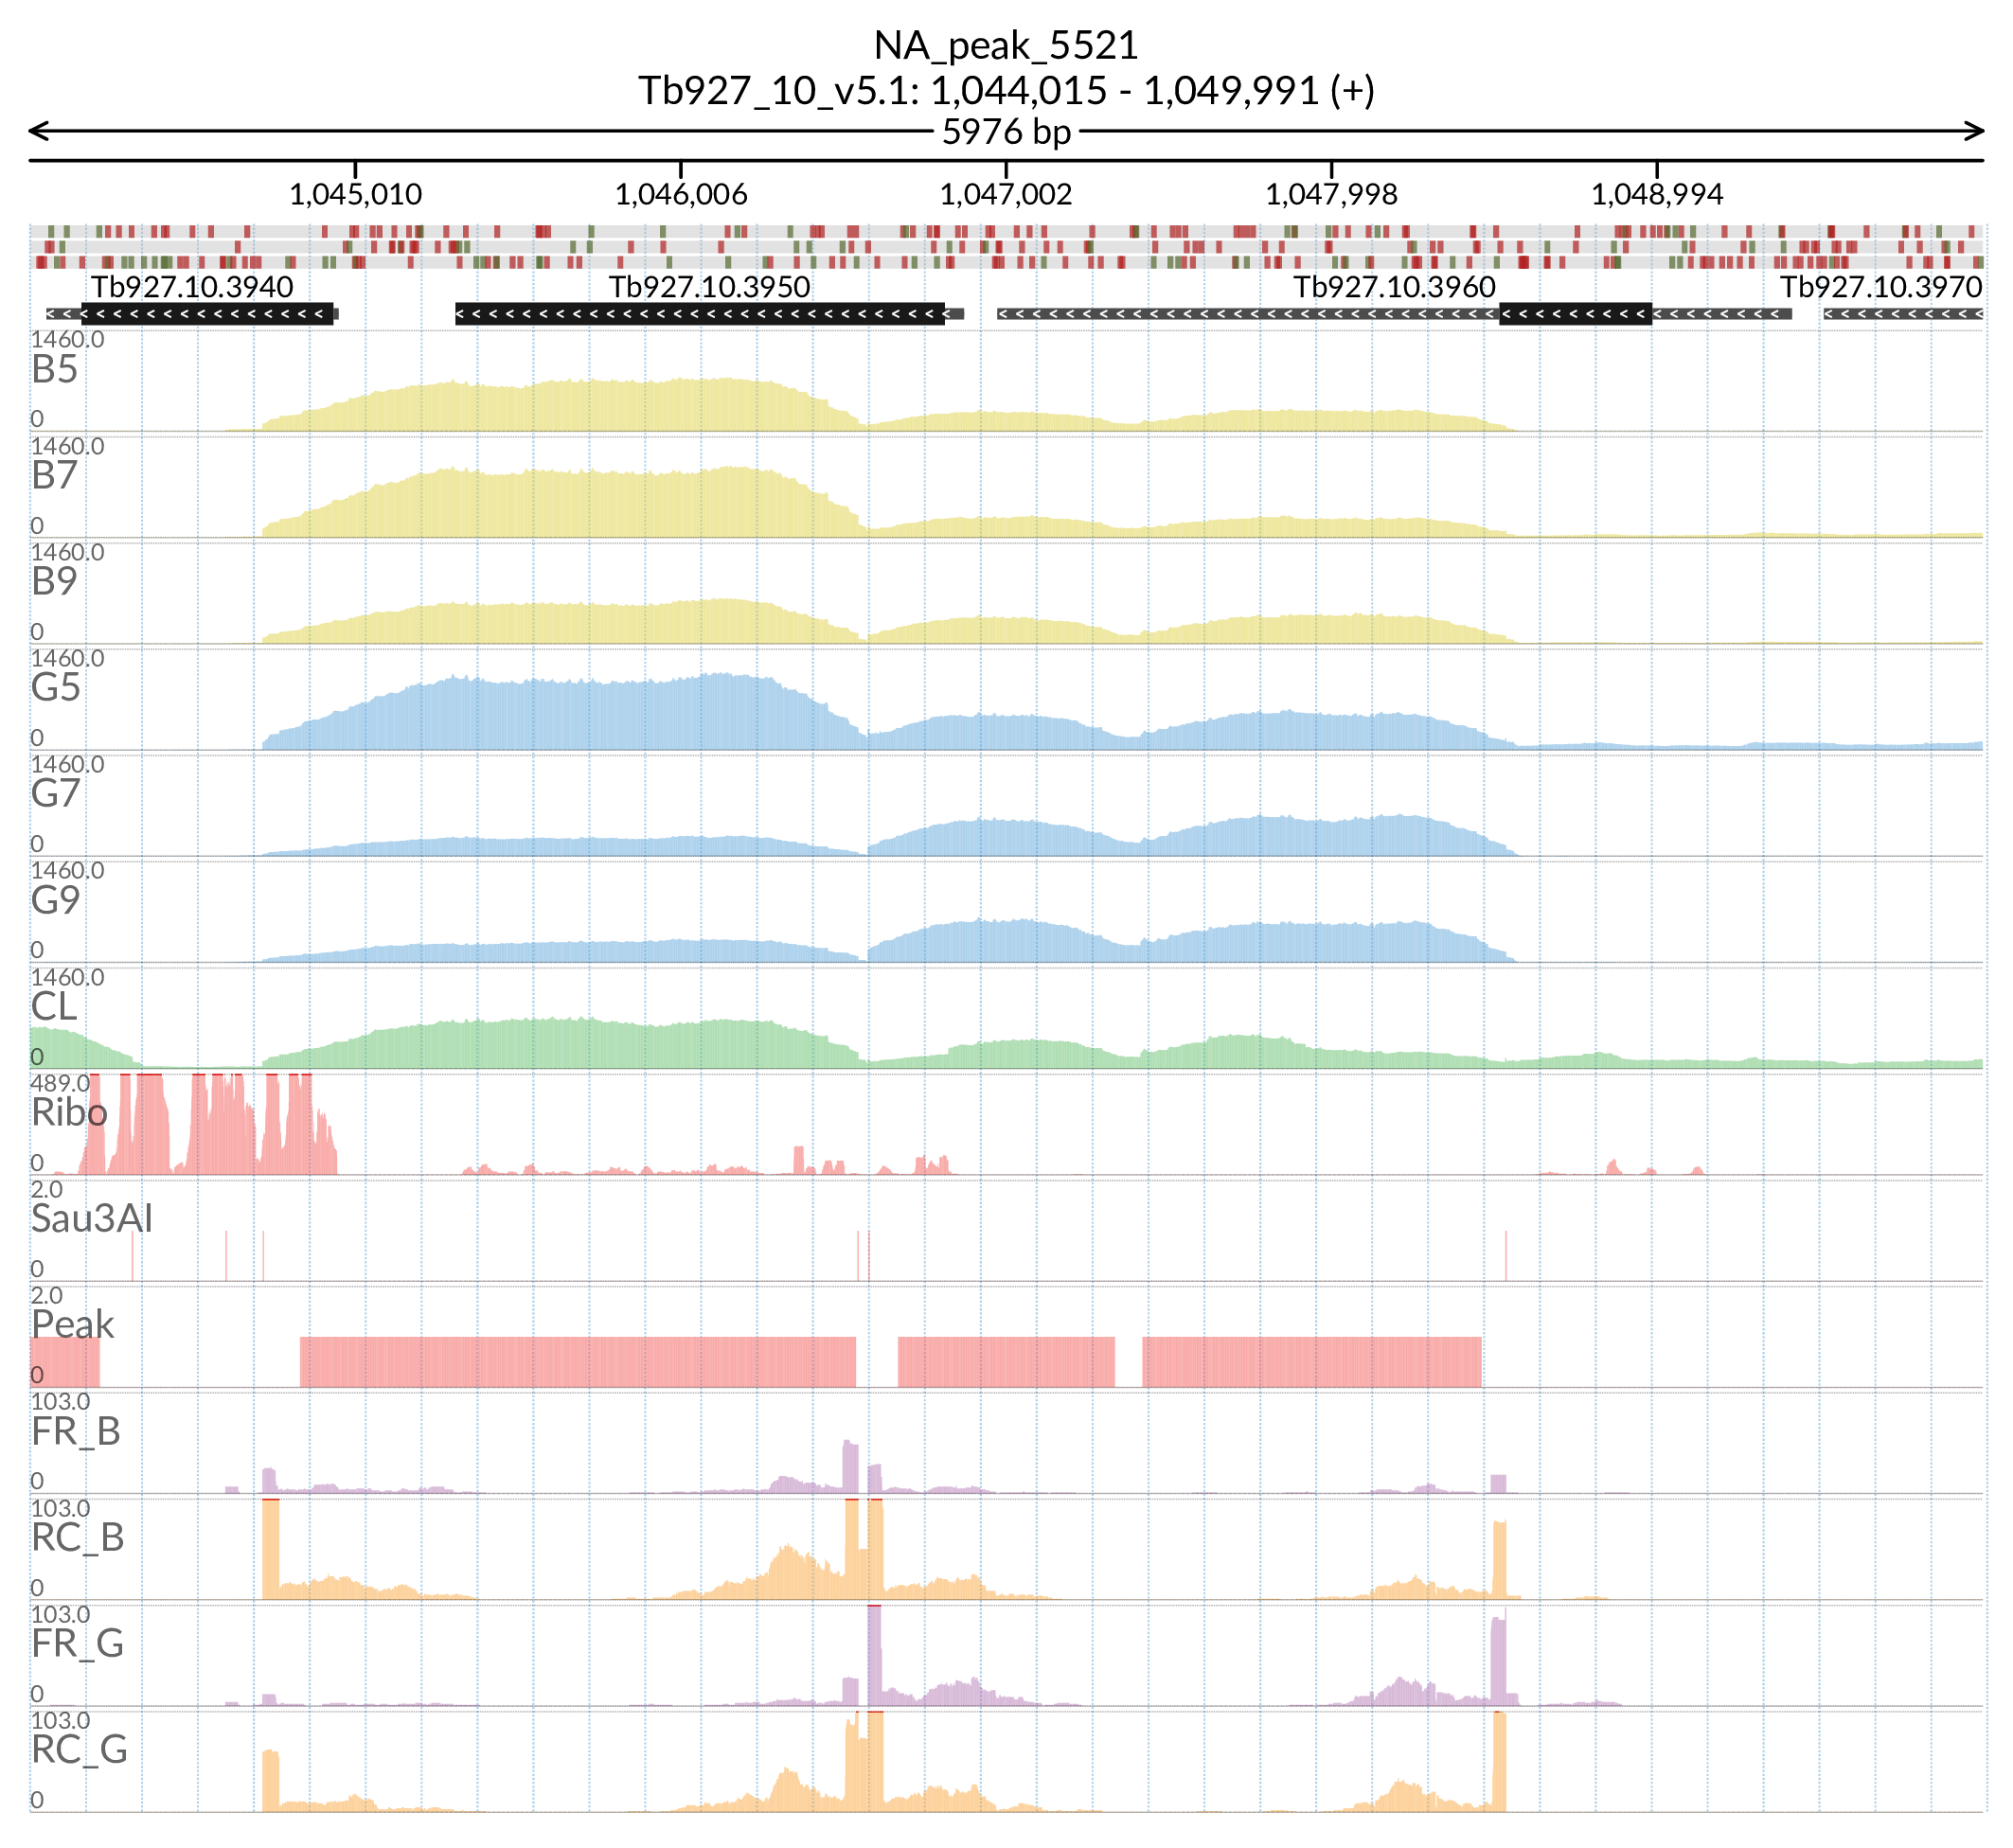 NA_peak_5521
Tb927_10_v5.1: 1,044,015 - 1,049,991 (+)
5976 bp
1,045,010 1,046,006 1,047,002 1,047,998 1,048,994
Tb927.10.3940 Tb927.10.3950 Tb927.10.3960 Tb927.10.3970
1460.0
B5
0
1460.0
B7
0
1460.0
B9
0
1460.0
G5
0
1460.0
G7
0
1460.0
G9
0
1460.0
CL
0
489.0
Ribo
0
2.0
Sau3AI
0
2.0
Peak
0
103.0
FR_B
0
103.0
RC_B
0
103.0
FR_G
0
103.0
RC_G
0